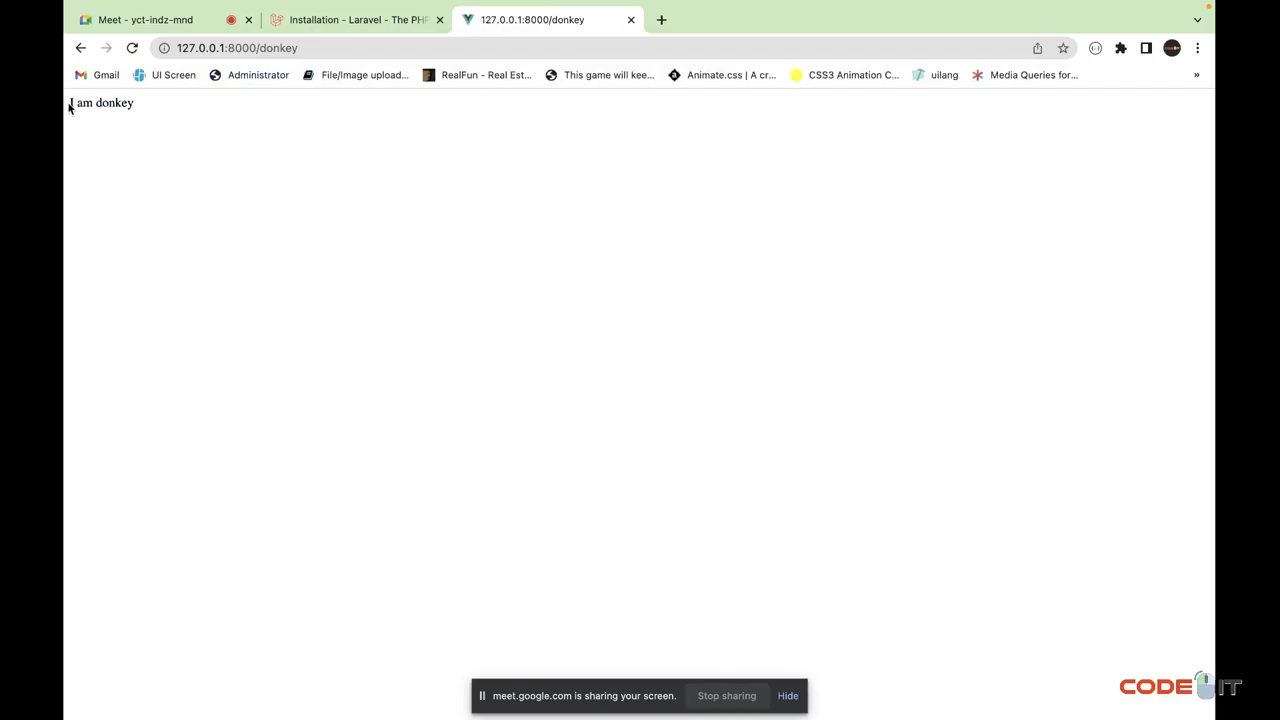 Meet - yct-indz-mnd
Installation - Laravel - The PHP
127.0.0.1:8000/donkey
127.0.0.1:8000/donkey
Gmail
UI Screen
Administrator
File/Image upload...
RealFun - Real Est...
This game will kee...
Animate.css | A cr...
CSS3 Animation C...
uilang
Media Queries for...
»
I am donkey
meet.google.com is sharing your screen.
Stop sharing
Hide
CODE IT